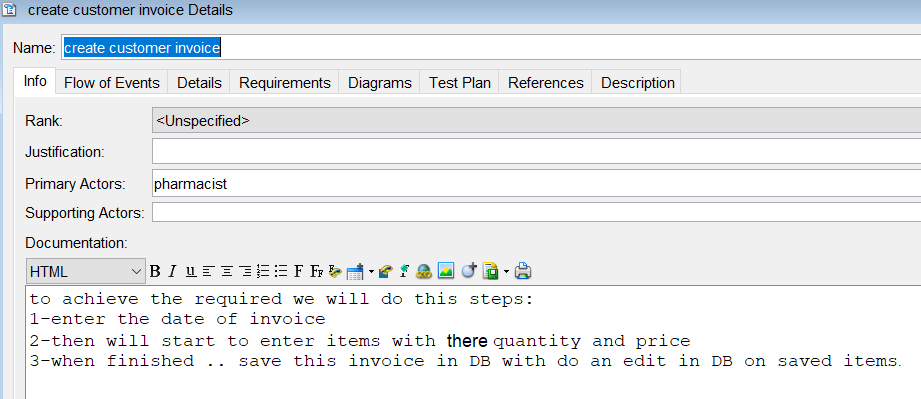 create customer invoice Details
Name: create customer invoice
Info Flow of Events Details Requirements Diagrams Test Plan References Description
Rank: <Unspecified>
Justification:
Primary Actors: pharmacist
Supporting Actors:
Documentation:
HTML B I u F FF
to achieve the required we will do this steps:
1-enter the date of invoice
2-then will start to enter items with there quantity and price
3-when finished .. save this invoice in DB with do an edit in DB on saved items.